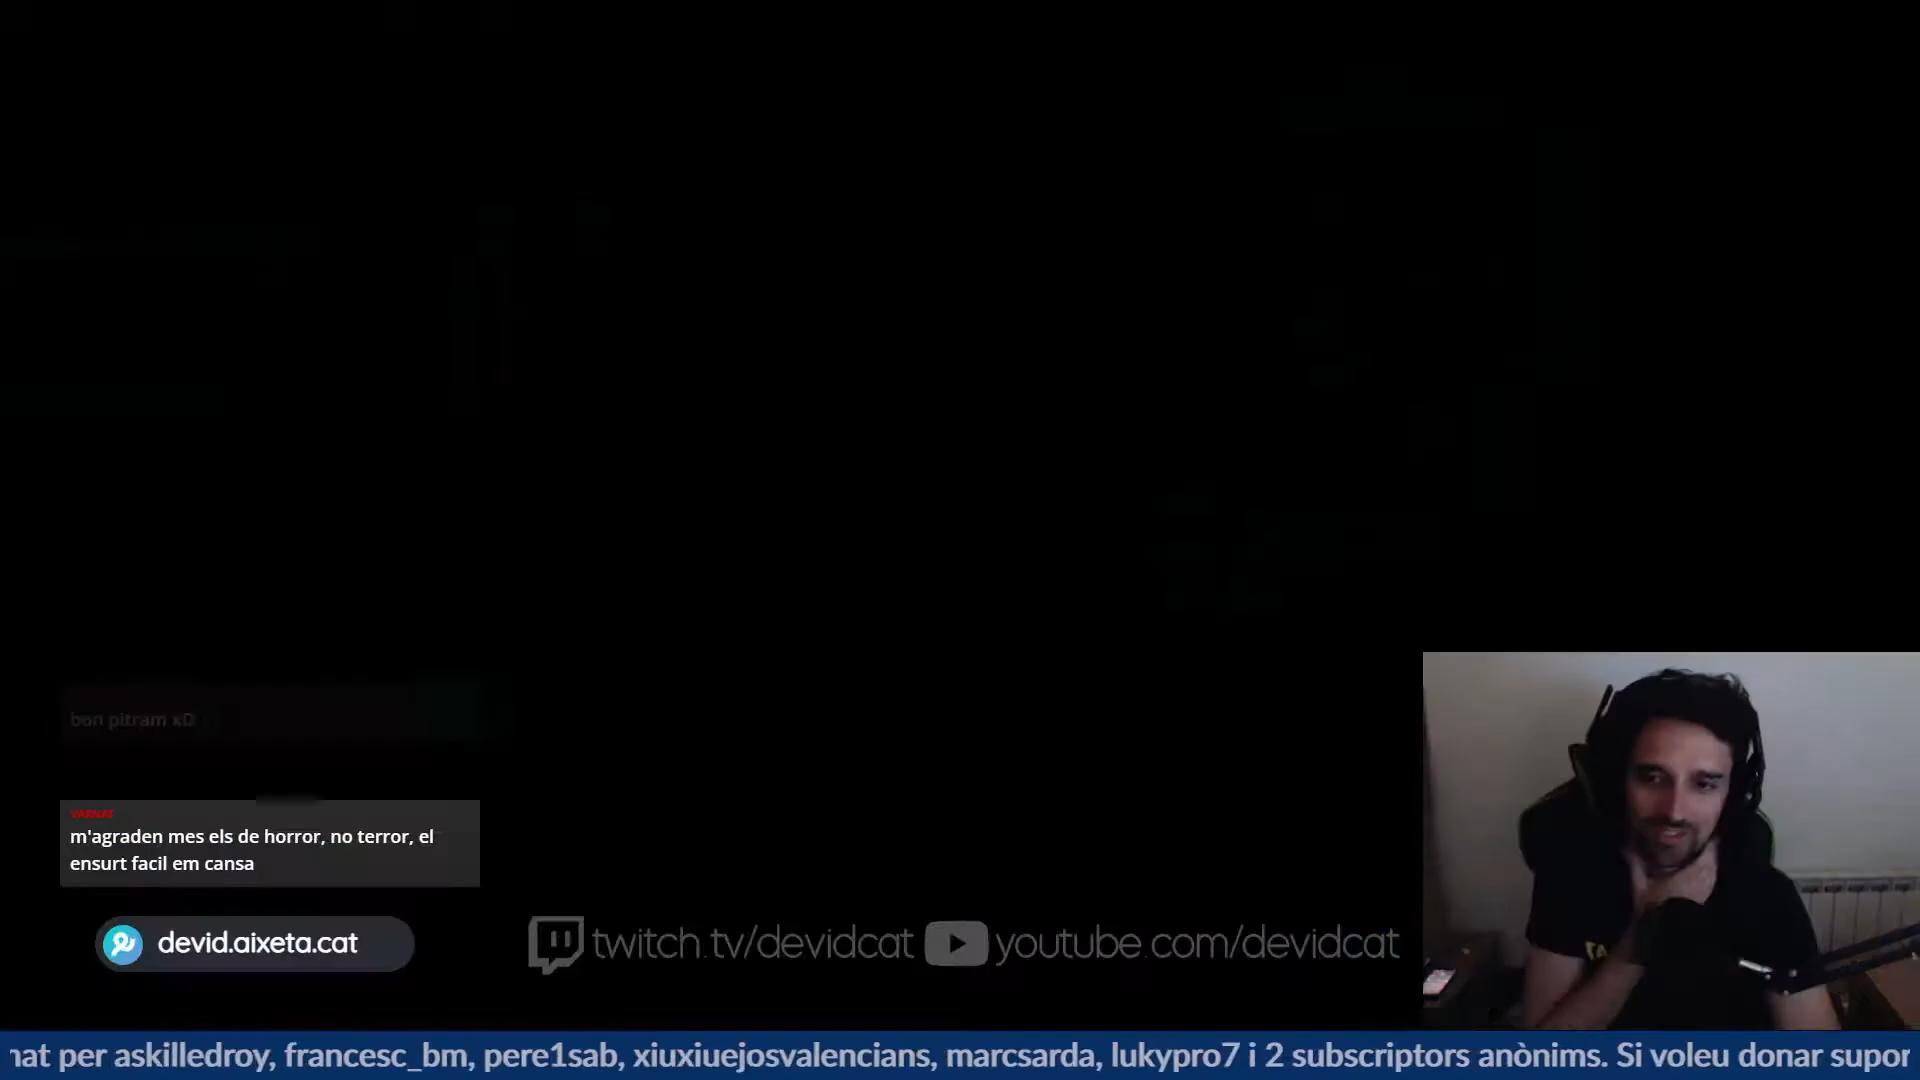 bon pitram xD
VARNAT
m'agraden mes els de horror, no terror, el
ensurt facil em cansa
devid.aixeta.cat
twitch.tv/devidcat
youtube.com/devidcat
nat per askilledroy, francesc_bm, pere1sab, xiuxiuejosvalencians, marcsarda, lukypro7 i 2 subscriptors anònims. Si voleu donar supor